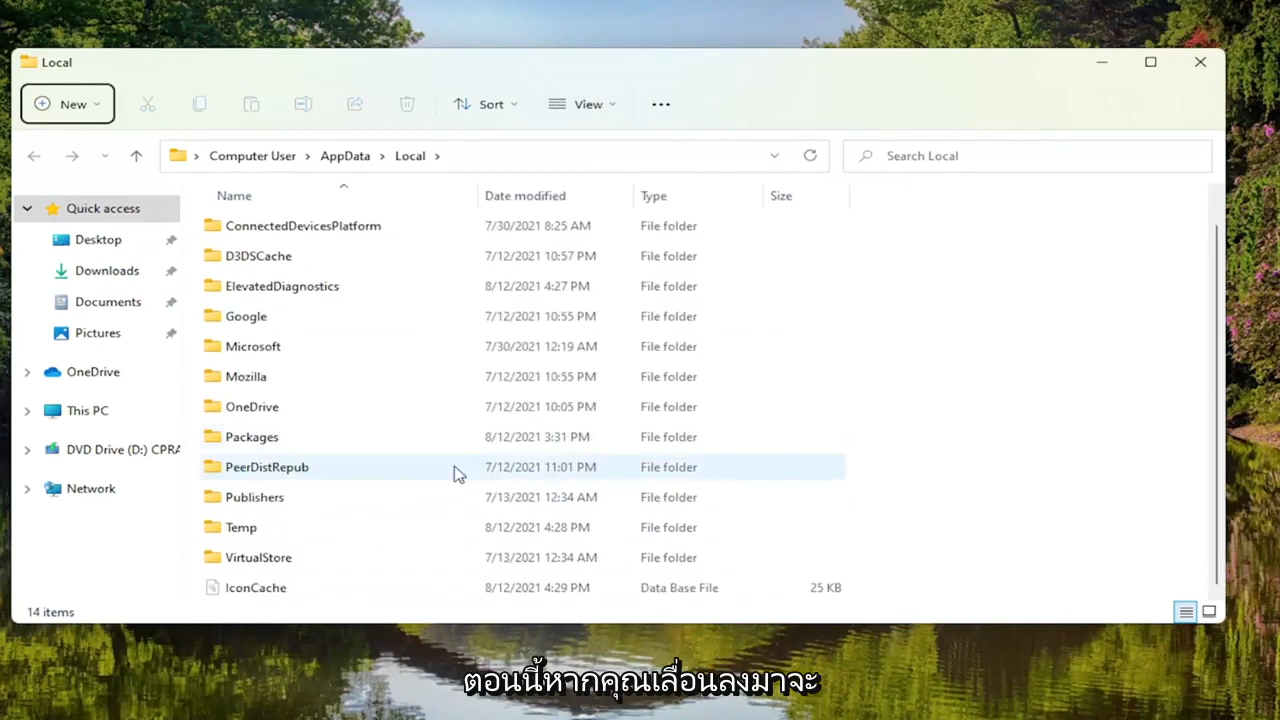 Local
New
Sort
View
Computer User > AppData > Local >
Search Local
Name Date modified Type Size
Quick access
Desktop
Downloads
Documents
Pictures
OneDrive
This PC
DVD Drive (D:) CPRA
Network
ConnectedDevicesPlatform 7/30/2021 8:25 AM File folder
D3DSCache 7/12/2021 10:57 PM File folder
ElevatedDiagnostics 8/12/2021 4:27 PM File folder
Google 7/12/2021 10:55 PM File folder
Microsoft 7/30/2021 12:19 AM File folder
Mozilla 7/12/2021 10:55 PM File folder
OneDrive 7/12/2021 10:05 PM File folder
Packages 8/12/2021 3:31 PM File folder
PeerDistRepub 7/12/2021 11:01 PM File folder
Publishers 7/13/2021 12:34 AM File folder
Temp 8/12/2021 4:28 PM File folder
VirtualStore 7/13/2021 12:34 AM File folder
IconCache 8/12/2021 4:29 PM Data Base File 25 KB
14 items
ตอนนี้หากคุณเลื่อนลงมาจะ